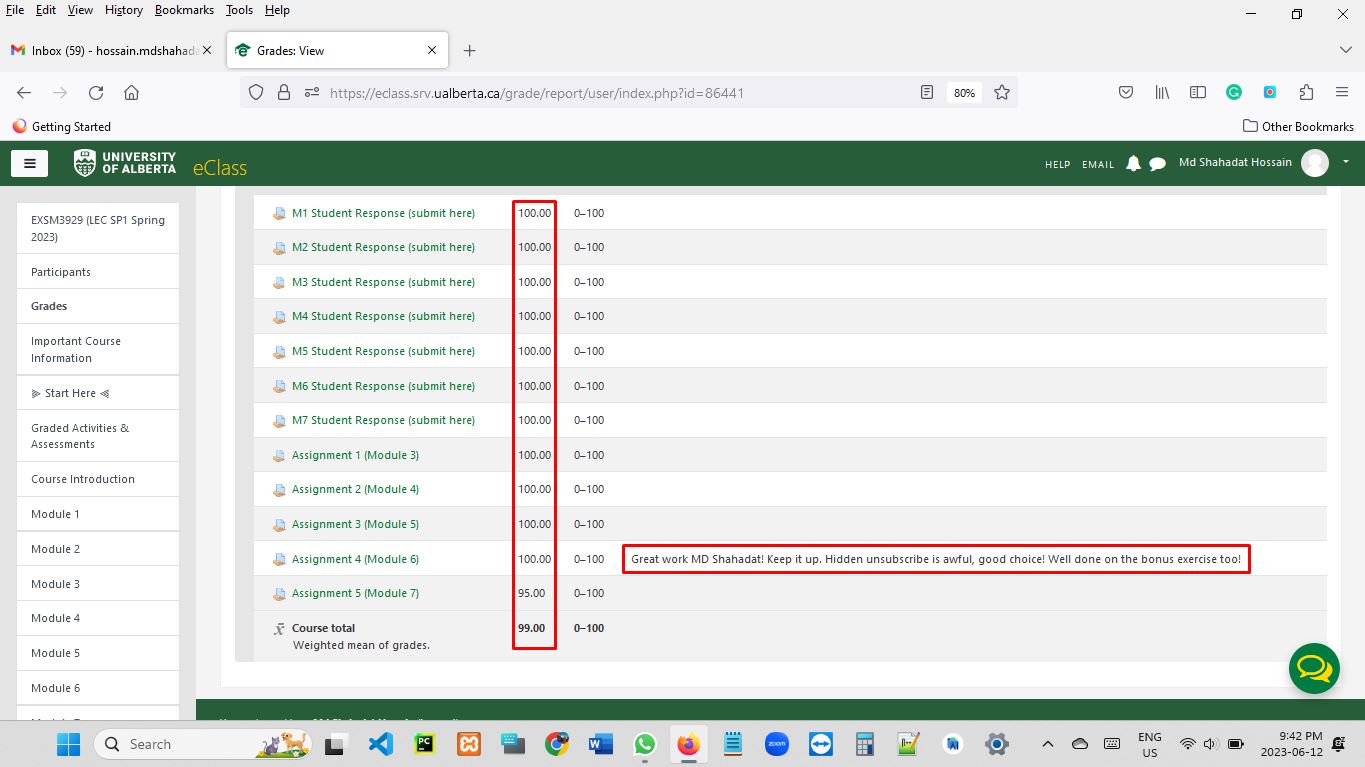 File Edit View History Bookmarks Tools Help
Inbox (59) - hossain.mdshahada
Grades: View
https://eclass.srv.ualberta.ca/grade/report/user/index.php?id=86441
80%
Getting Started
Other Bookmarks
UNIVERSITY
OF ALBERTA
eClass
HELP EMAIL
Md Shahadat Hossain
EXSM3929 (LEC SP1 Spring
2023)
Participants
Grades
Important Course
Information
Start Here
Graded Activities &
Assessments
Course Introduction
Module 1
Module 2
Module 3
Module 4
Module 5
Module 6
M1 Student Response (submit here) 100.00 0–100
M2 Student Response (submit here) 100.00 0–100
M3 Student Response (submit here) 100.00 0–100
M4 Student Response (submit here) 100.00 0–100
M5 Student Response (submit here) 100.00 0–100
M6 Student Response (submit here) 100.00 0–100
M7 Student Response (submit here) 100.00 0–100
Assignment 1 (Module 3) 100.00 0–100
Assignment 2 (Module 4) 100.00 0–100
Assignment 3 (Module 5) 100.00 0–100
Assignment 4 (Module 6) 100.00 0–100 Great work MD Shahadat! Keep it up. Hidden unsubscribe is awful, good choice! Well done on the bonus exercise too!
Assignment 5 (Module 7) 95.00 0–100
x̄ Course total 99.00 0–100
Weighted mean of grades.
Search
PC
zoom
ENG
US
9:42 PM
2023-06-12